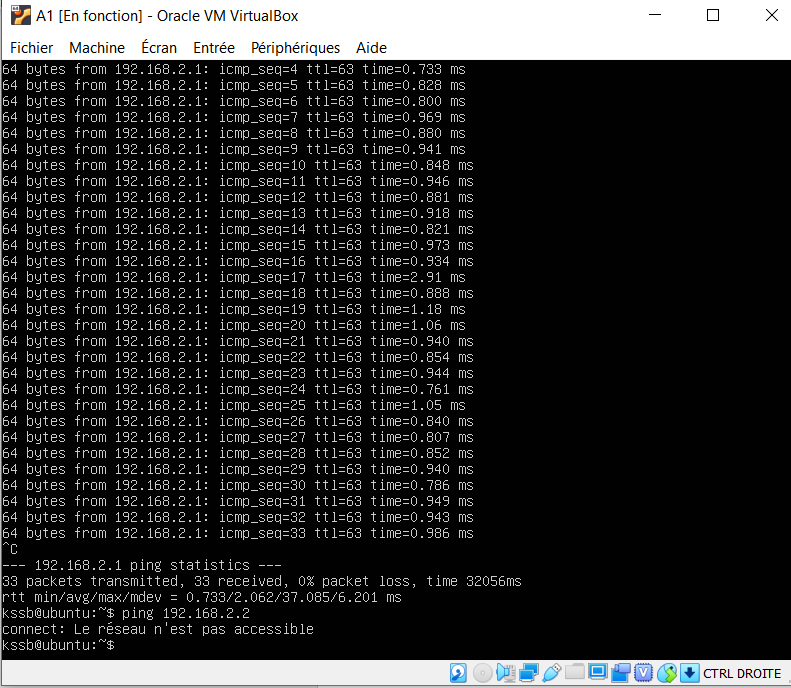 A1 [En fonction] - Oracle VM VirtualBox
Fichier Machine Écran Entrée Périphériques Aide
64 bytes from 192.168.2.1: icmp_seq=4 ttl=63 time=0.733 ms
64 bytes from 192.168.2.1: icmp_seq=5 ttl=63 time=0.828 ms
64 bytes from 192.168.2.1: icmp_seq=6 ttl=63 time=0.800 ms
64 bytes from 192.168.2.1: icmp_seq=7 ttl=63 time=0.969 ms
64 bytes from 192.168.2.1: icmp_seq=8 ttl=63 time=0.880 ms
64 bytes from 192.168.2.1: icmp_seq=9 ttl=63 time=0.941 ms
64 bytes from 192.168.2.1: icmp_seq=10 ttl=63 time=0.848 ms
64 bytes from 192.168.2.1: icmp_seq=11 ttl=63 time=0.946 ms
64 bytes from 192.168.2.1: icmp_seq=12 ttl=63 time=0.881 ms
64 bytes from 192.168.2.1: icmp_seq=13 ttl=63 time=0.918 ms
64 bytes from 192.168.2.1: icmp_seq=14 ttl=63 time=0.821 ms
64 bytes from 192.168.2.1: icmp_seq=15 ttl=63 time=0.973 ms
64 bytes from 192.168.2.1: icmp_seq=16 ttl=63 time=0.934 ms
64 bytes from 192.168.2.1: icmp_seq=17 ttl=63 time=2.91 ms
64 bytes from 192.168.2.1: icmp_seq=18 ttl=63 time=0.888 ms
64 bytes from 192.168.2.1: icmp_seq=19 ttl=63 time=1.18 ms
64 bytes from 192.168.2.1: icmp_seq=20 ttl=63 time=1.06 ms
64 bytes from 192.168.2.1: icmp_seq=21 ttl=63 time=0.940 ms
64 bytes from 192.168.2.1: icmp_seq=22 ttl=63 time=0.854 ms
64 bytes from 192.168.2.1: icmp_seq=23 ttl=63 time=0.944 ms
64 bytes from 192.168.2.1: icmp_seq=24 ttl=63 time=0.761 ms
64 bytes from 192.168.2.1: icmp_seq=25 ttl=63 time=1.05 ms
64 bytes from 192.168.2.1: icmp_seq=26 ttl=63 time=0.840 ms
64 bytes from 192.168.2.1: icmp_seq=27 ttl=63 time=0.807 ms
64 bytes from 192.168.2.1: icmp_seq=28 ttl=63 time=0.852 ms
64 bytes from 192.168.2.1: icmp_seq=29 ttl=63 time=0.940 ms
64 bytes from 192.168.2.1: icmp_seq=30 ttl=63 time=0.786 ms
64 bytes from 192.168.2.1: icmp_seq=31 ttl=63 time=0.949 ms
64 bytes from 192.168.2.1: icmp_seq=32 ttl=63 time=0.943 ms
64 bytes from 192.168.2.1: icmp_seq=33 ttl=63 time=0.986 ms
^C
--- 192.168.2.1 ping statistics ---
33 packets transmitted, 33 received, 0% packet loss, time 32056ms
rtt min/avg/max/mdev = 0.733/2.062/37.085/6.201 ms
kssb@ubuntu:~$ ping 192.168.2.2
connect: Le réseau n'est pas accessible
kssb@ubuntu:~$
CTRL DROITE